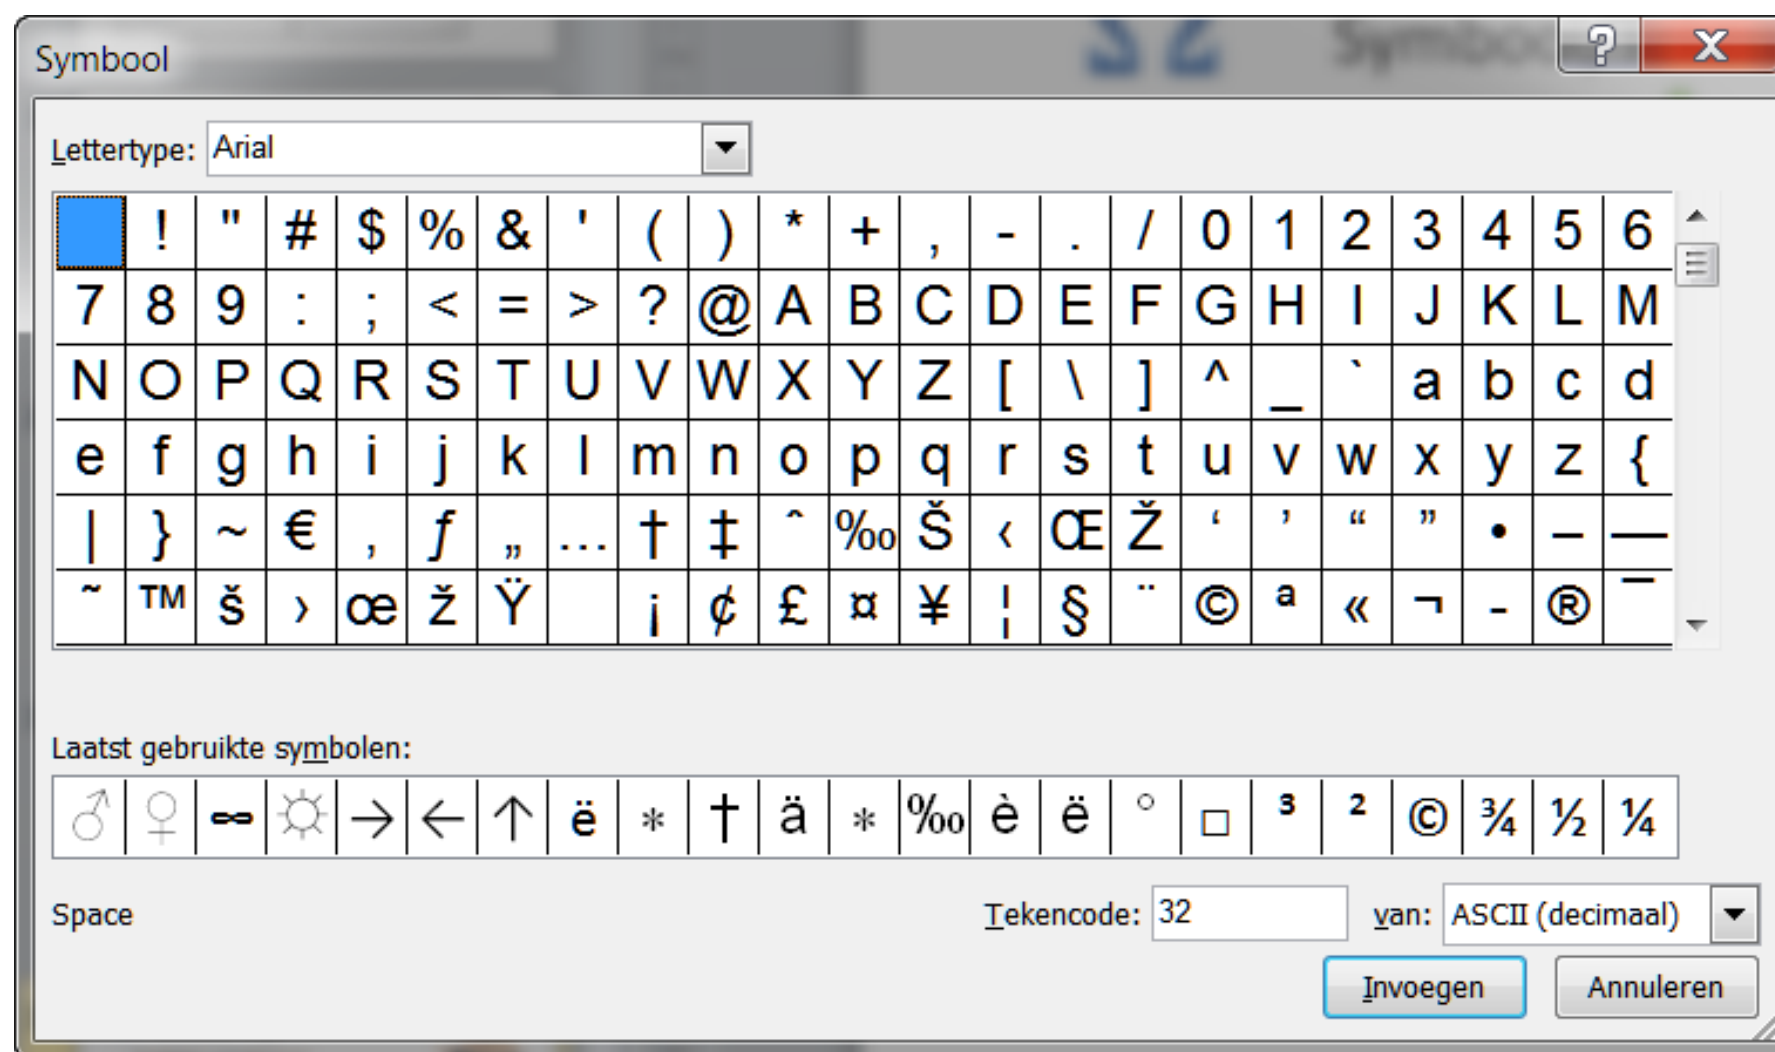 Symbool
Symbool
Lettertype: Arial
! " # $ % & ' ( ) * + , - . / 0 1 2 3 4 5 6
7 8 9 : ; < = > ? @ A B C D E F G H I J K L M
N O P Q R S T U V W X Y Z [ \ ] ^ _ ` a b c d
e f g h i j k l m n o p q r s t u v w x y z {
| } ~ € ‚ ƒ „ … † ‡ ˆ ‰ Š ‹ Œ Ž ‘ ’ “ ” • – —
˜ ™ š › œ ž Ÿ ¡ ¢ £ ¤ ¥ ¦ § ¨ © ª « ¬ - ® ¯
Laatst gebruikte symbolen:
♂ ♀ ∞ ☼ → ← ↑ ë * † ä * ‰ è ë ° □ ³ ² © ¾ ½ ¼
Space Tekencode: 32 van: ASCII (decimaal)
Invoegen Annuleren